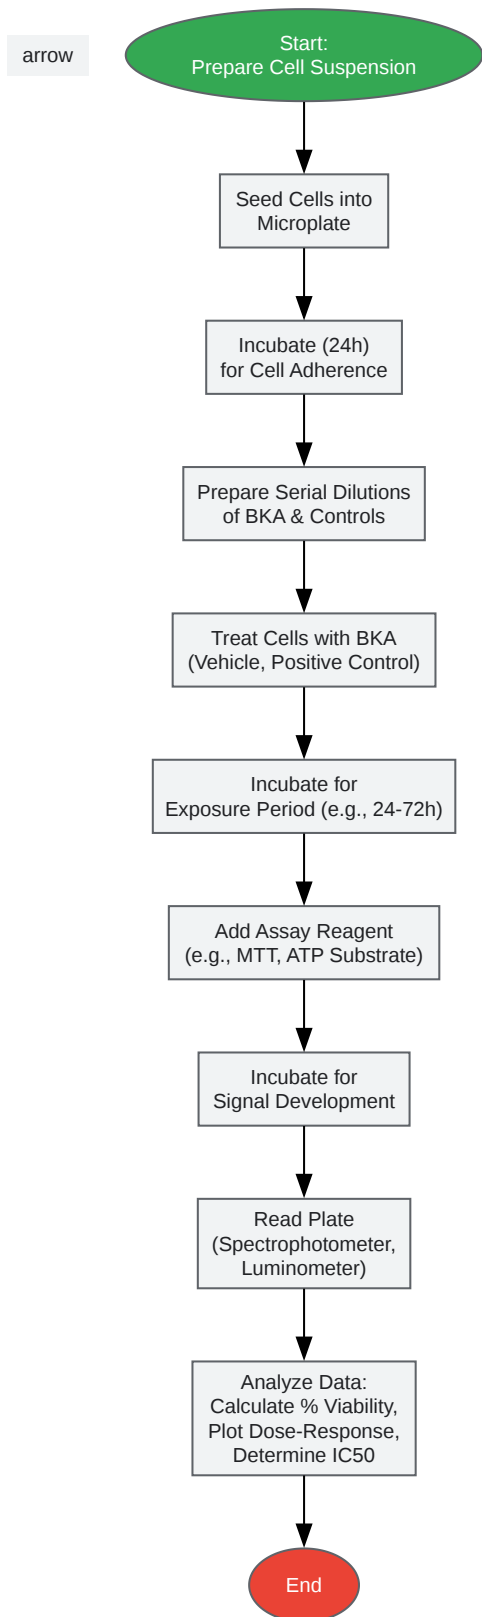 arrow
Start:
Prepare Cell Suspension
Seed Cells into
Microplate
Incubate (24h)
for Cell Adherence
Prepare Serial Dilutions
of BKA & Controls
Treat Cells with BKA
(Vehicle, Positive Control)
Incubate for
Exposure Period (e.g., 24-72h)
Add Assay Reagent
(e.g., MTT, ATP Substrate)
Incubate for
Signal Development
Read Plate
(Spectrophotometer,
Luminometer)
Analyze Data:
Calculate % Viability,
Plot Dose-Response,
Determine IC50
End